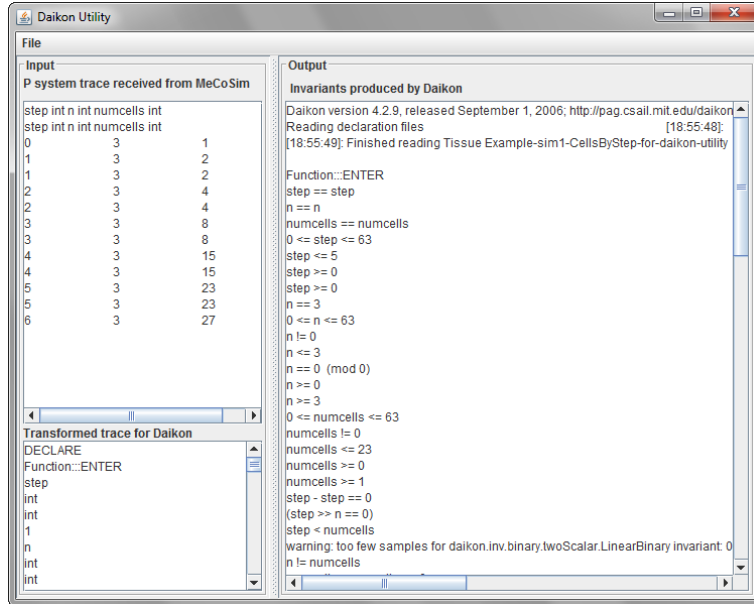 Daikon Utility
File
Input
P system trace received from MeCoSim
step int n int numcells int
step int n int numcells int
0 3 1
1 3 2
1 3 2
2 3 4
2 3 4
3 3 8
3 3 8
4 3 15
4 3 15
5 3 23
5 3 23
6 3 27
Transformed trace for Daikon
DECLARE
Function:::ENTER
step
int
int
1
n
int
int
Output
Invariants produced by Daikon
Daikon version 4.2.9, released September 1, 2006; http://pag.csail.mit.edu/daikon
Reading declaration files [18:55:48]:
[18:55:49]: Finished reading Tissue Example-sim1-CellsByStep-for-daikon-utility
Function:::ENTER
step == step
n == n
numcells == numcells
0 <= step <= 63
step <= 5
step >= 0
step >= 0
n == 3
0 <= n <= 63
n != 0
n <= 3
n == 0 (mod 0)
n >= 0
n >= 3
0 <= numcells <= 63
numcells != 0
numcells <= 23
numcells >= 0
numcells >= 1
step - step == 0
(step >> n == 0)
step < numcells
warning: too few samples for daikon.inv.binary.twoScalar.LinearBinary invariant: 0
n != numcells